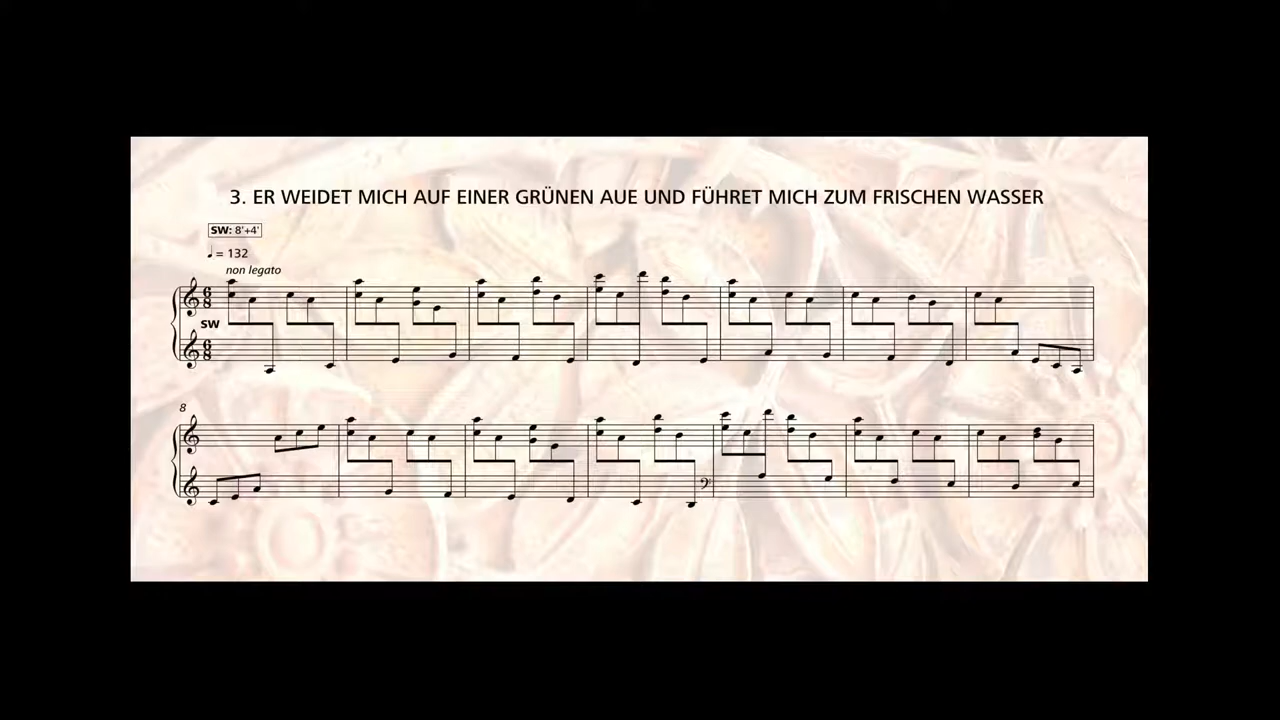 3. ER WEIDET MICH AUF EINER GRÜNEN AUE UND FÜHRET MICH ZUM FRISCHEN WASSER
SW: 8'+4'
♩ = 132
non legato
SW
8